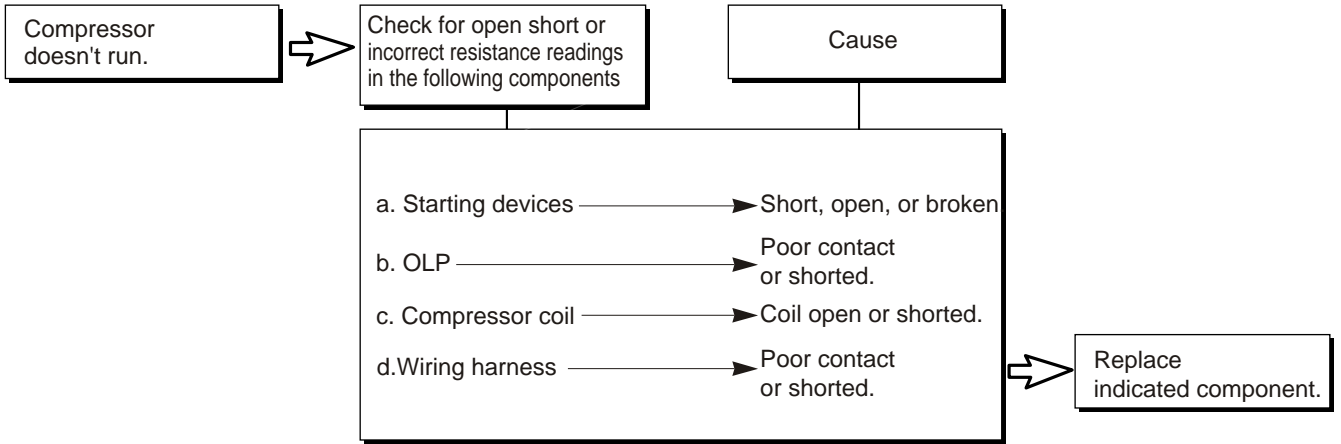 Compressor
doesn't run.
Check for open short or
incorrect resistance readings
in the following components
Cause
a. Starting devices
Short, open, or broken
b. OLP
Poor contact
or shorted.
c. Compressor coil
Coil open or shorted.
d.Wiring harness
Poor contact
or shorted.
Replace
indicated component.